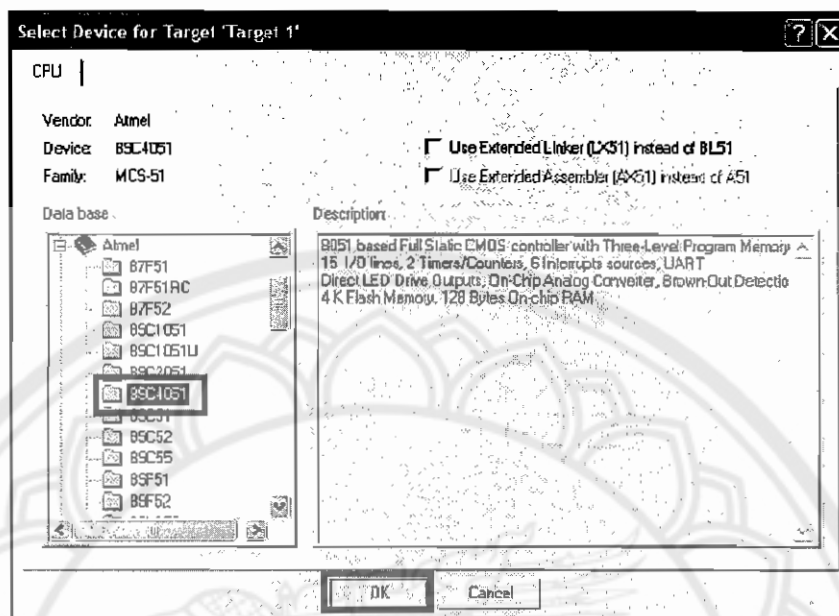 Select Device for Target 'Target 1'
CPU
Vendor: Atmel
Device: 89C4051
Family: MCS-51
Use Extended Linker (LX51) instead of BL51
Use Extended Assembler (AX51) instead of A51
Data base
Description:
Atmel
87F51
87F51RC
87F52
89C1051
89C1051U
89C2051
89C4051
89C51
89C52
89C55
89F51
89F52
8051 based Full Static CMOS controller with Three-Level Program Memory
15 I/O lines, 2 Timers/Counters, 6 Interrupts sources, UART
Direct LED Drive Outputs, On-Chip Analog Converter, Brown-Out Detectio
4 K Flash Memory, 128 Bytes On-chip RAM
OK
Cancel